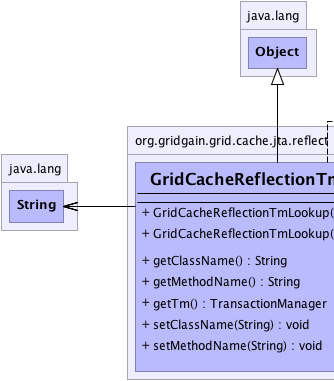 java.lang
Object
org.gridgain.grid.cache.jta.reflect
java.lang
String
GridCacheReflectionTm
+ GridCacheReflectionTmLookup(
+ GridCacheReflectionTmLookup(
+ getClassName() : String
+ getMethodName() : String
+ getTm() : TransactionManager
+ setClassName(String) : void
+ setMethodName(String) : void